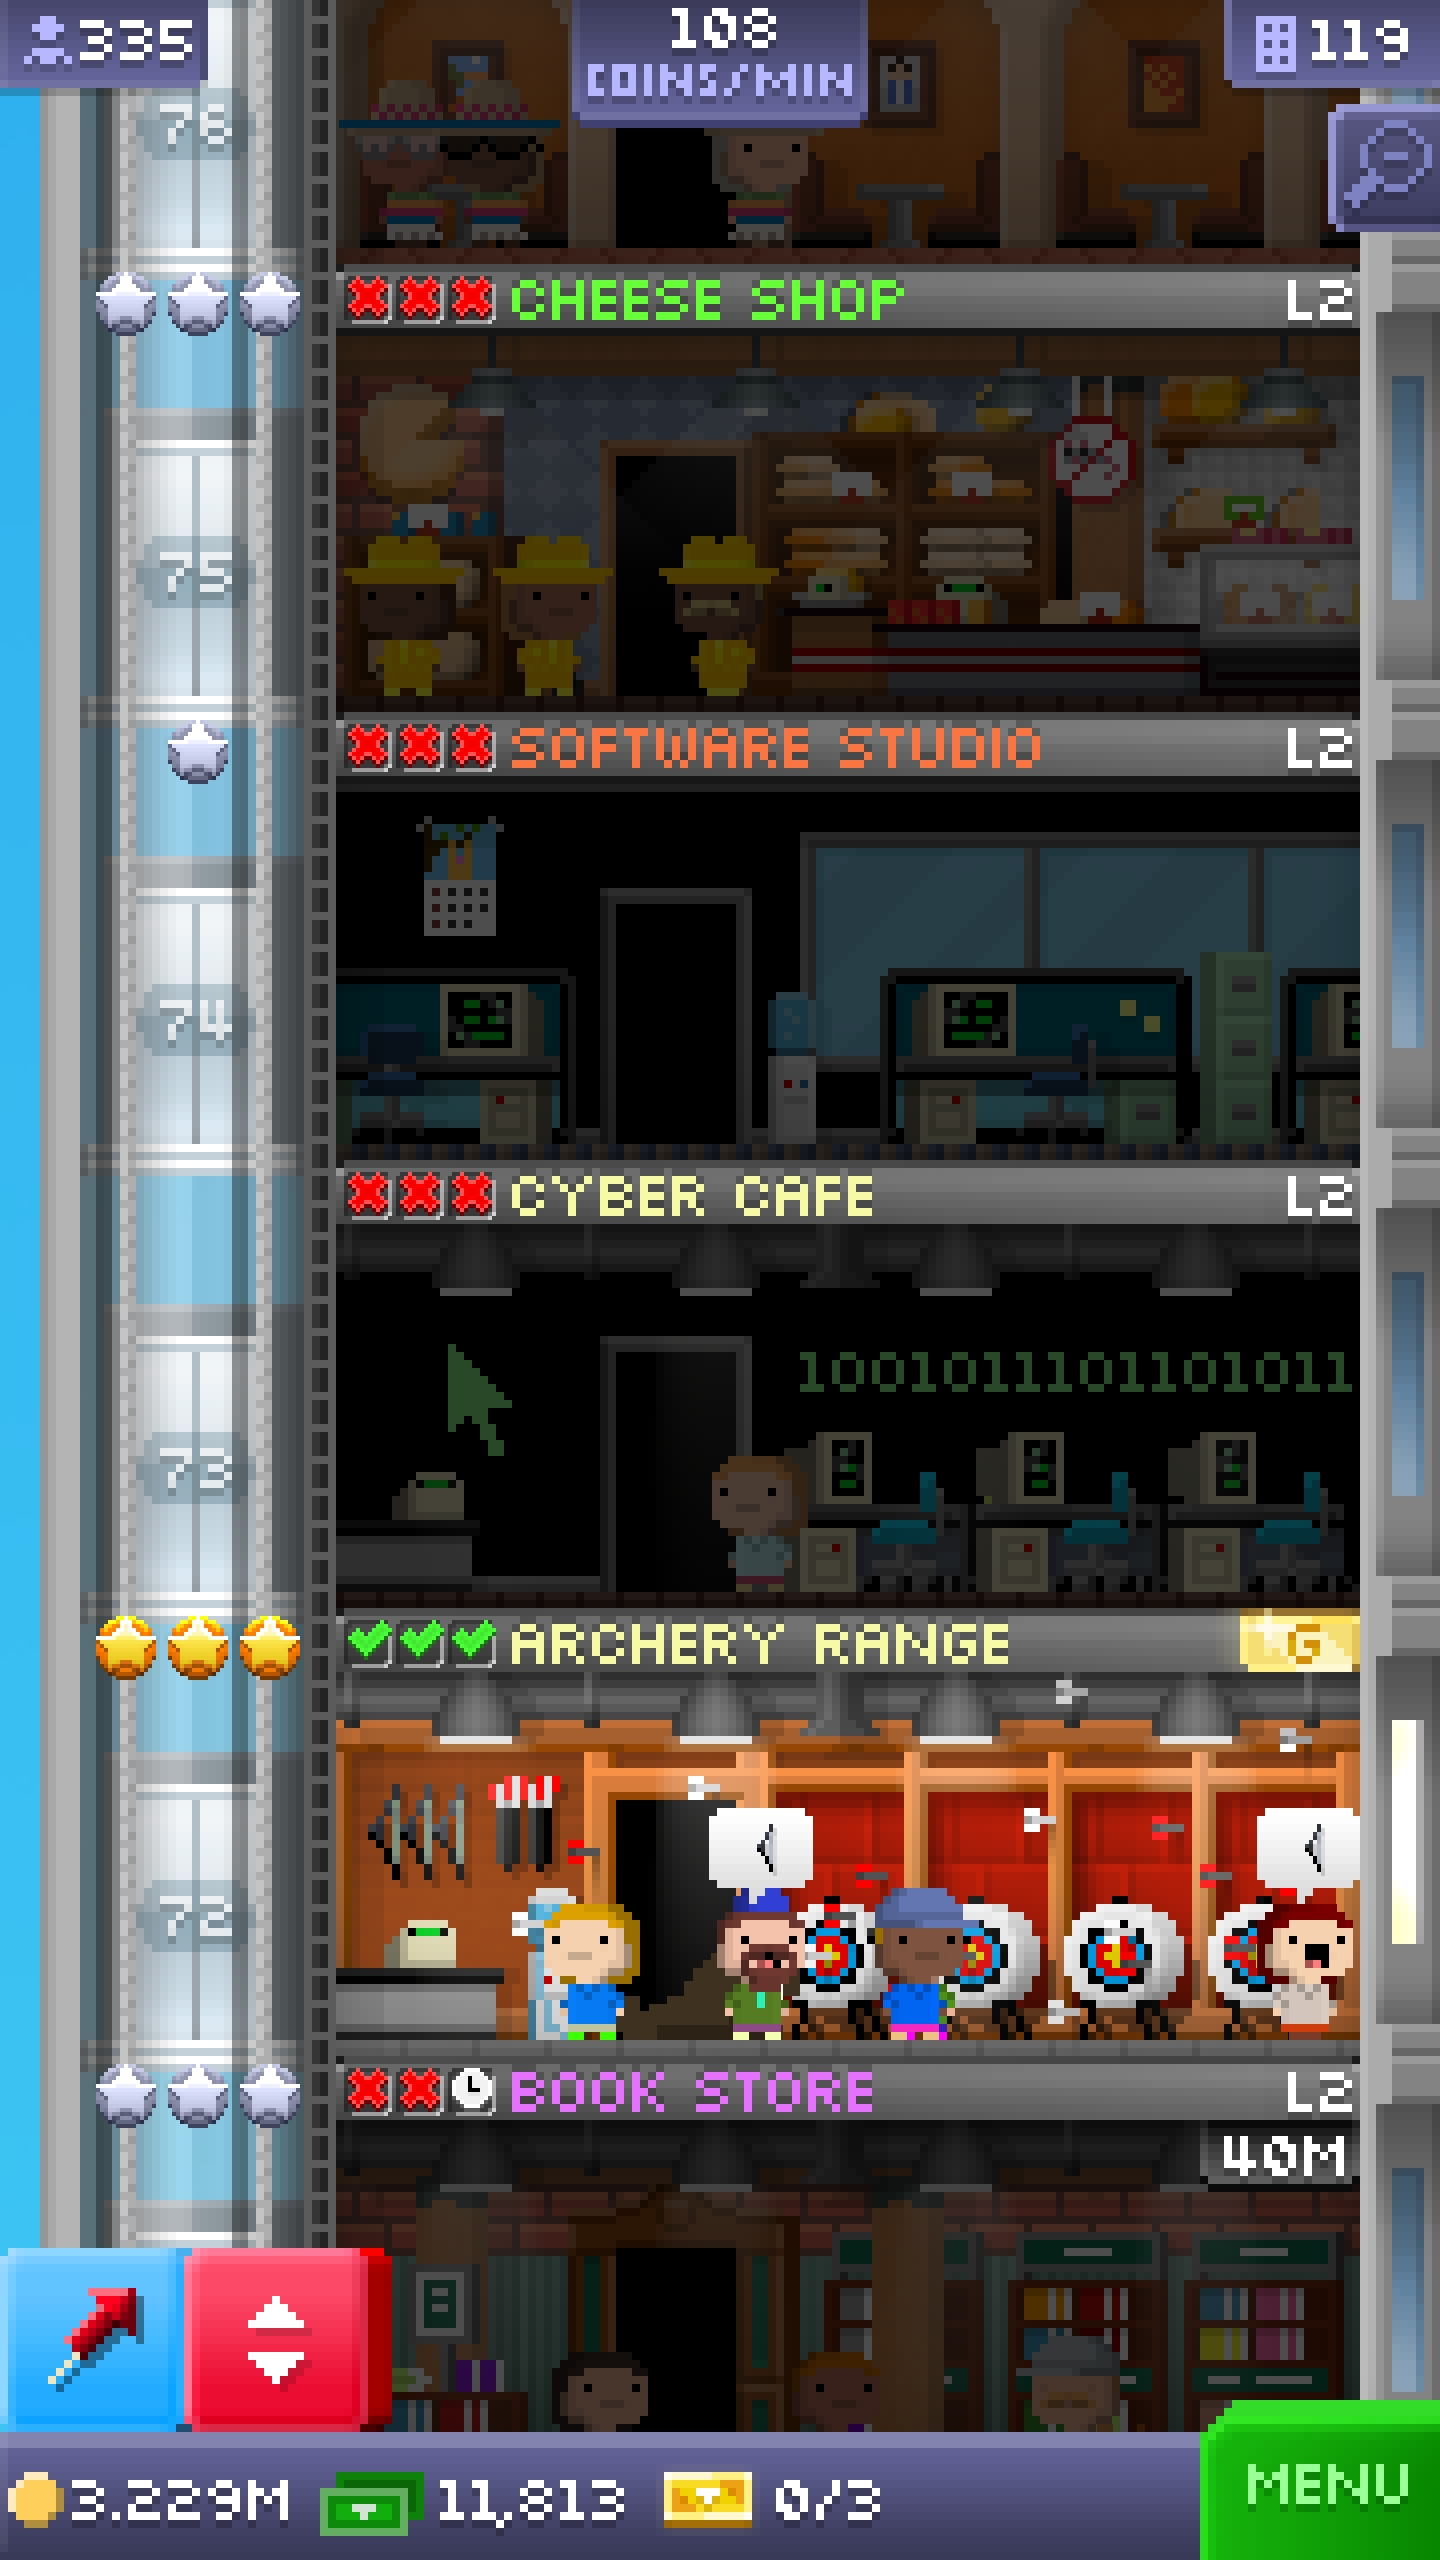 335
108
COINS/MIN
119
76
CHEESE SHOP L2
75
SOFTWARE STUDIO L2
74
CYBER CAFE L2
1001011101101011
73
ARCHERY RANGE G
72
BOOK STORE L2
40M
3.229M 11,813 0/3
MENU